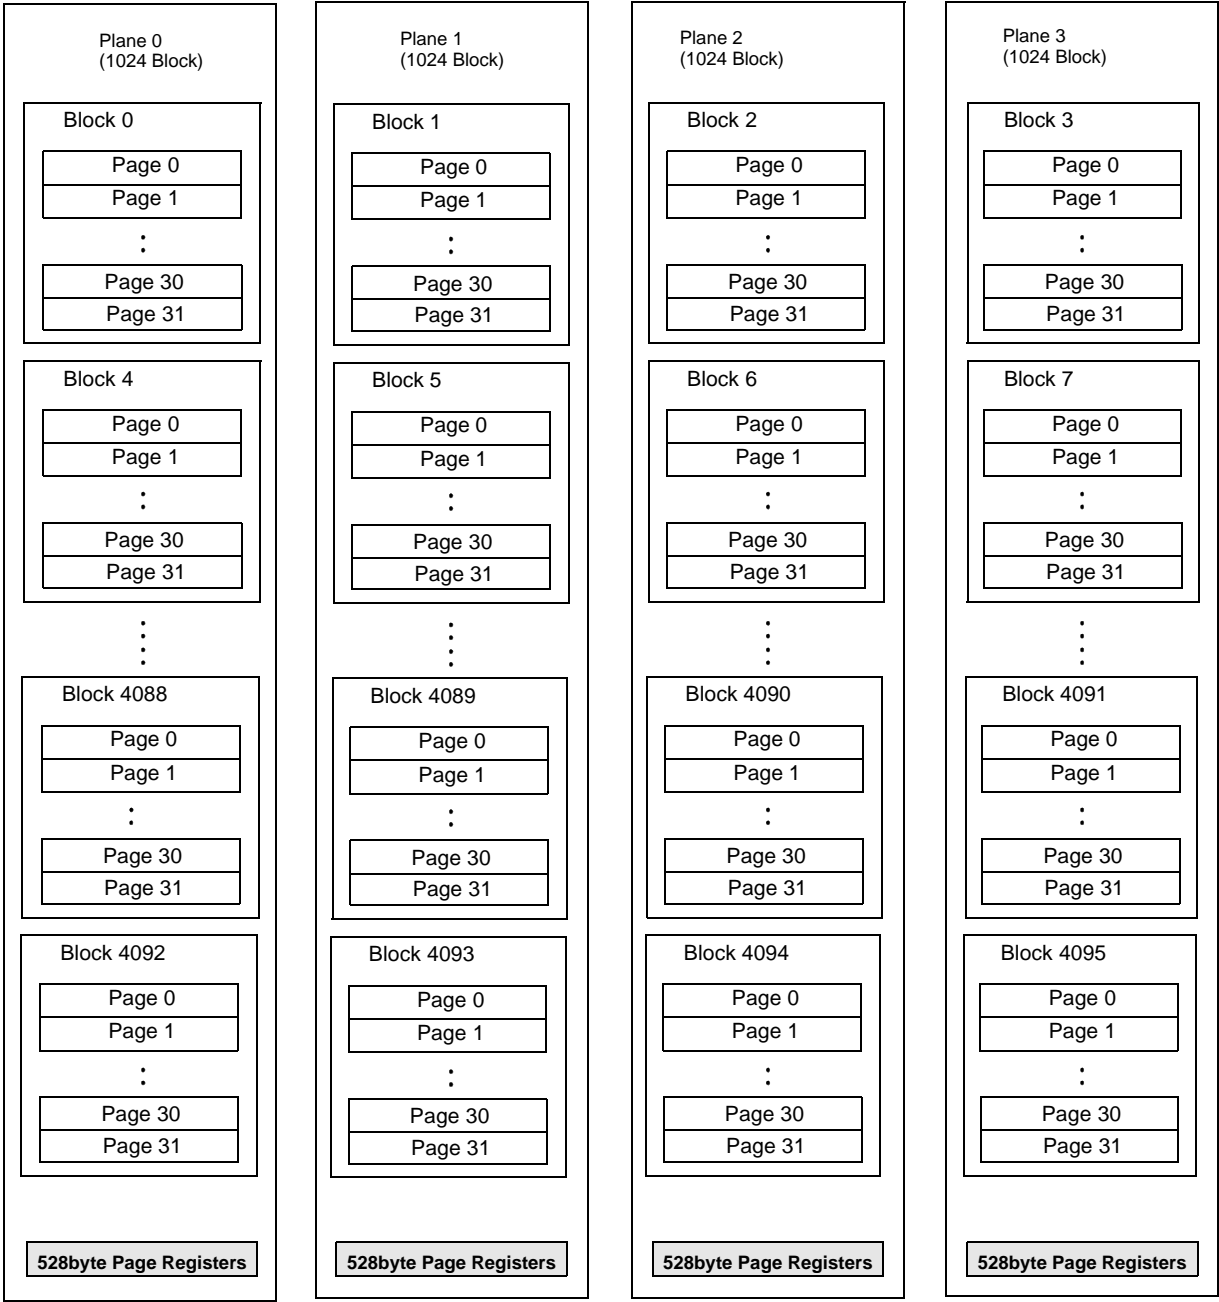 Plane 0
(1024 Block)
Block 0
Page 0
Page 1
Page 30
Page 31
Block 4
Page 0
Page 1
Page 30
Page 31
Block 4088
Page 0
Page 1
Page 30
Page 31
Block 4092
Page 0
Page 1
Page 30
Page 31
528byte Page Registers
Plane 1
(1024 Block)
Block 1
Page 0
Page 1
Page 30
Page 31
Block 5
Page 0
Page 1
Page 30
Page 31
Block 4089
Page 0
Page 1
Page 30
Page 31
Block 4093
Page 0
Page 1
Page 30
Page 31
528byte Page Registers
Plane 2
(1024 Block)
Block 2
Page 0
Page 1
Page 30
Page 31
Block 6
Page 0
Page 1
Page 30
Page 31
Block 4090
Page 0
Page 1
Page 30
Page 31
Block 4094
Page 0
Page 1
Page 30
Page 31
528byte Page Registers
Plane 3
(1024 Block)
Block 3
Page 0
Page 1
Page 30
Page 31
Block 7
Page 0
Page 1
Page 30
Page 31
Block 4091
Page 0
Page 1
Page 30
Page 31
Block 4095
Page 0
Page 1
Page 30
Page 31
528byte Page Registers